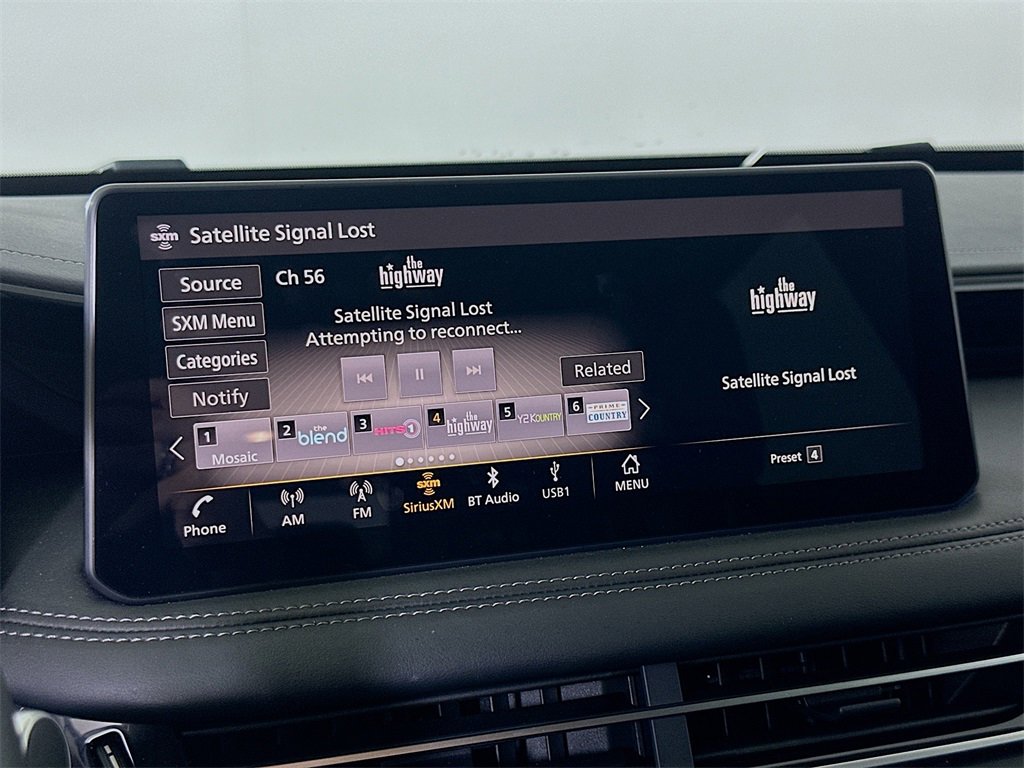 sxm Satellite Signal Lost
Source
Ch 56
the highway
SXM Menu
Satellite Signal Lost
Attempting to reconnect...
Categories
Notify
Related
1 Mosaic
2 the blend
3 HITS 1
4 the highway
5 Y2KOUNTRY
6 PRIME COUNTRY
the highway
Satellite Signal Lost
Preset 4
Phone
AM
FM
sxm
SiriusXM
BT Audio
USB1
MENU